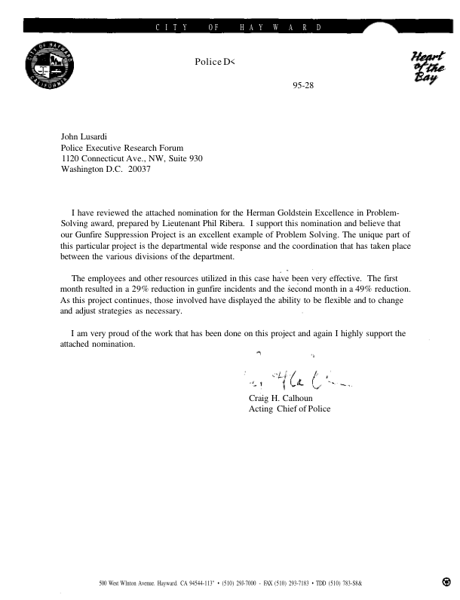 CITY OF HAYWARD
CITY OF HAYWARD
CALIFORNIA
Heart
of the
Bay
Police D<
95-28
John Lusardi
Police Executive Research Forum
1120 Connecticut Ave., NW, Suite 930
Washington D.C. 20037
I have reviewed the attached nomination for the Herman Goldstein Excellence in Problem-
Solving award, prepared by Lieutenant Phil Ribera. I support this nomination and believe that
our Gunfire Suppression Project is an excellent example of Problem Solving. The unique part of
this particular project is the departmental wide response and the coordination that has taken place
between the various divisions of the department.
The employees and other resources utilized in this case have been very effective. The first
month resulted in a 29% reduction in gunfire incidents and the second month in a 49% reduction.
As this project continues, those involved have displayed the ability to be flexible and to change
and adjust strategies as necessary.
I am very proud of the work that has been done on this project and again I highly support the
attached nomination.
Craig H. Calhoun
Acting Chief of Police
500 West Winton Avenue. Hayward. CA 94544-113" • (510) 293-7000 - FAX (510) 293-7183 • TDD (510) 783-S6&